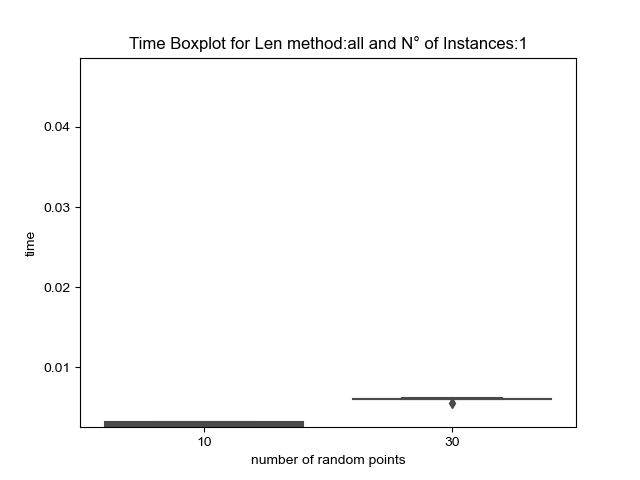 Time Boxplot for Len method:all and N° of Instances:1
0.04
0.03
time
0.02
0.01
10 30
number of random points